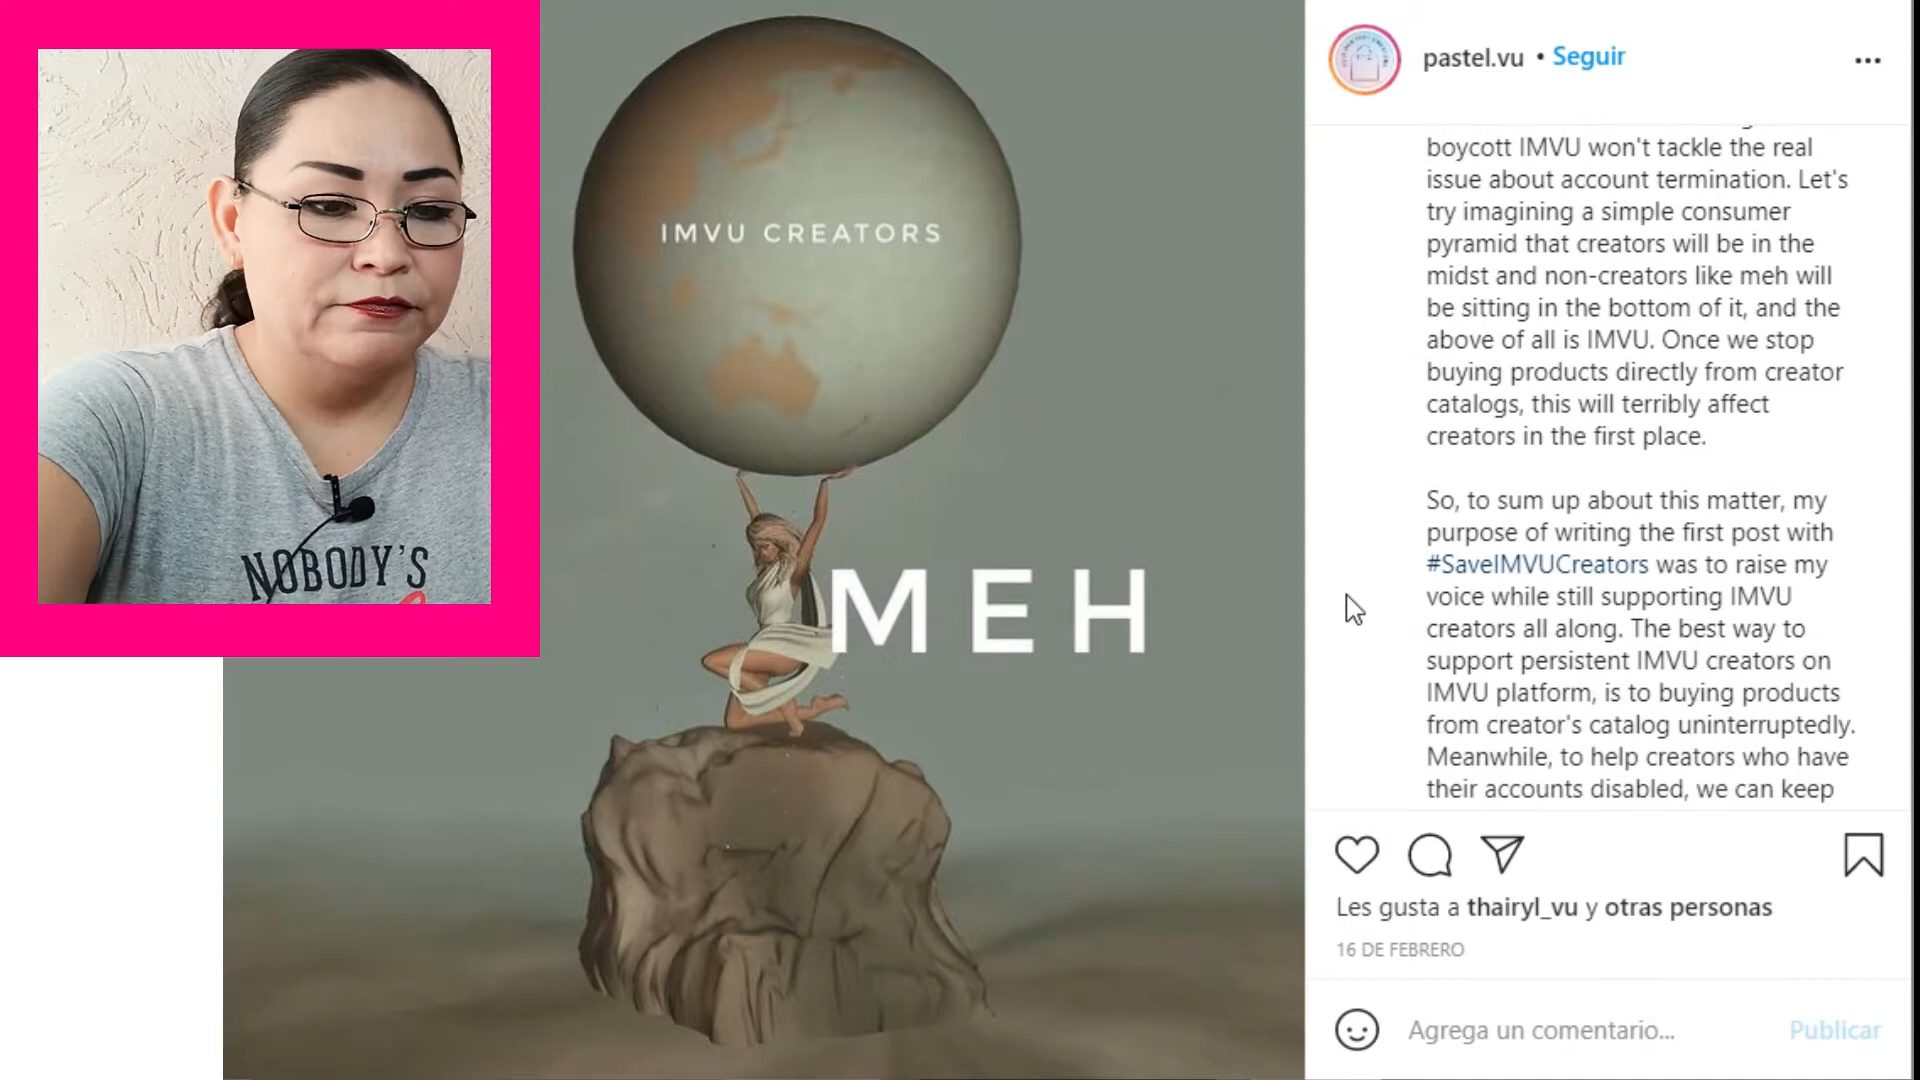 NOBODY'S
IMVU CREATORS
MEH
pastel.vu • Seguir
boycott IMVU won't tackle the real
issue about account termination. Let's
try imagining a simple consumer
pyramid that creators will be in the
midst and non-creators like meh will
be sitting in the bottom of it, and the
above of all is IMVU. Once we stop
buying products directly from creator
catalogs, this will terribly affect
creators in the first place.
So, to sum up about this matter, my
purpose of writing the first post with
#SaveIMVUCreators was to raise my
voice while still supporting IMVU
creators all along. The best way to
support persistent IMVU creators on
IMVU platform, is to buying products
from creator's catalog uninterruptedly.
Meanwhile, to help creators who have
their accounts disabled, we can keep
Les gusta a thairyl_vu y otras personas
16 DE FEBRERO
Agrega un comentario...
Publicar